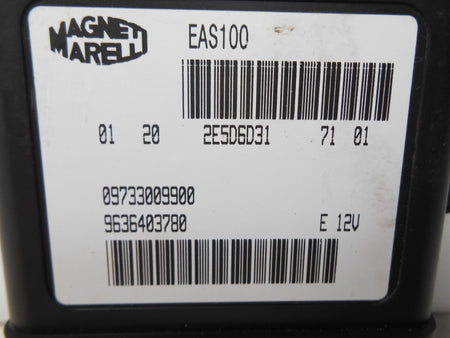 MAGNETI
MARELLI
EAS100
01 20 2E5D6D31 71 01
09733009900
9636403780 E 12V